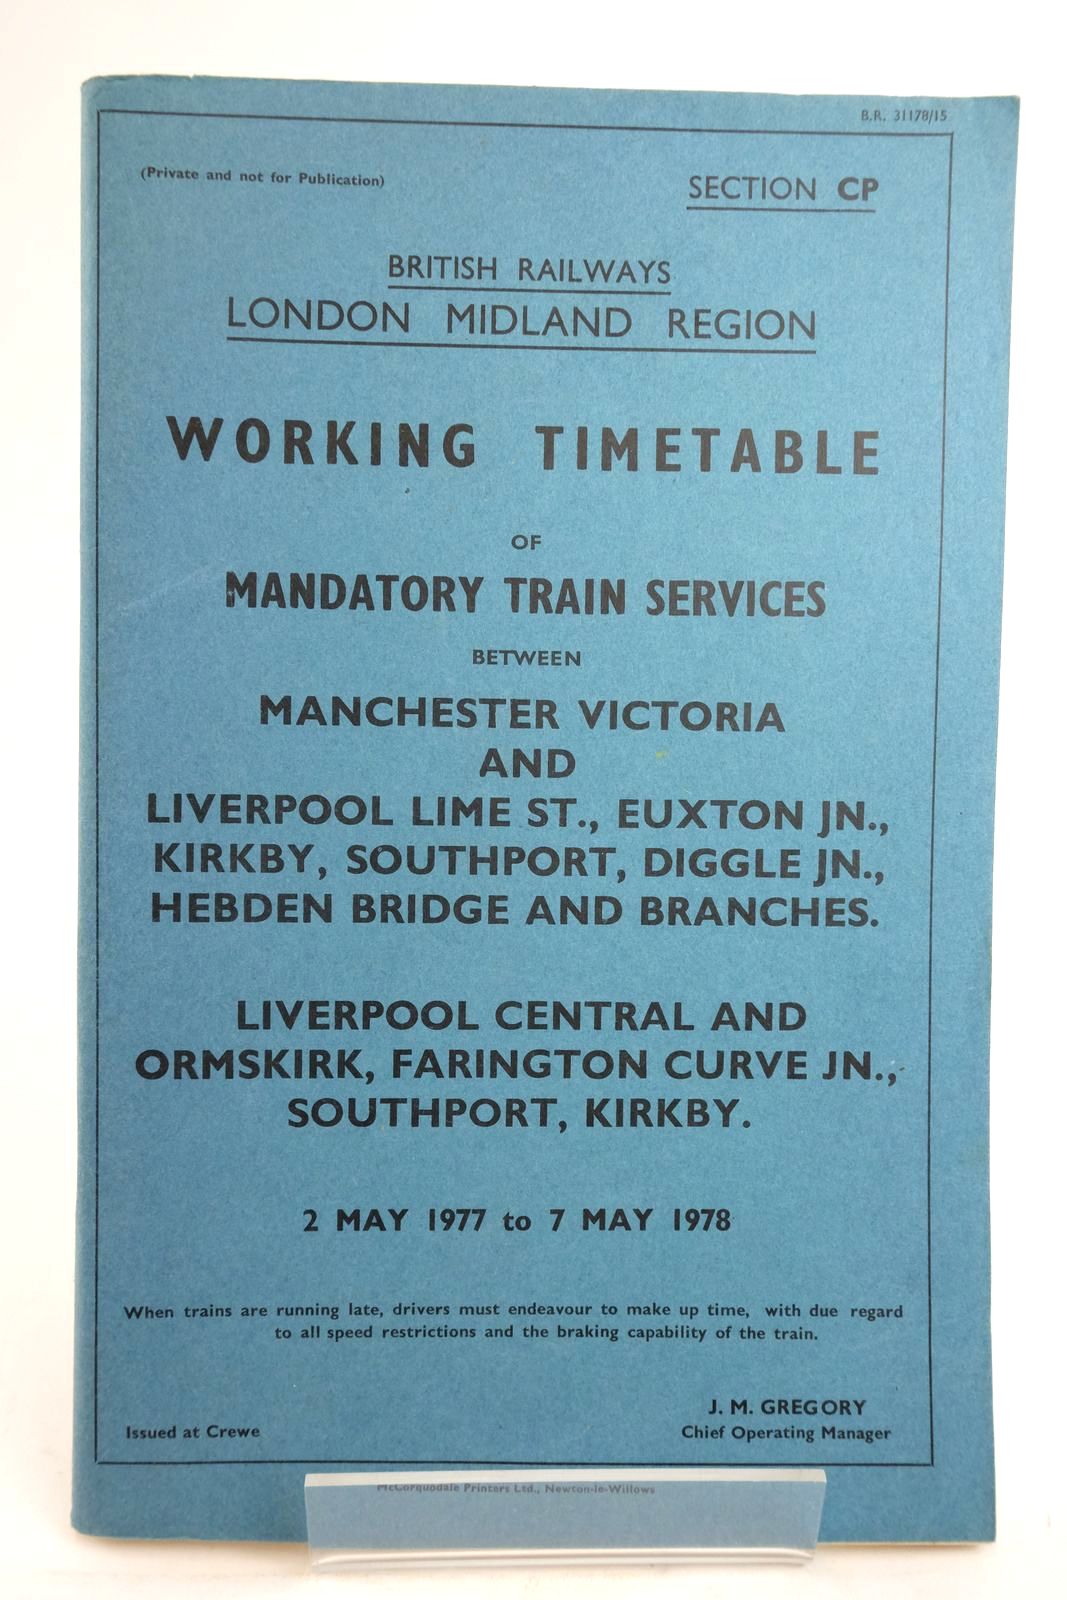 B.R. 31178/15
(Private and not for Publication)
SECTION CP
BRITISH RAILWAYS
LONDON MIDLAND REGION
WORKING TIMETABLE
OF
MANDATORY TRAIN SERVICES
BETWEEN
MANCHESTER VICTORIA
AND
LIVERPOOL LIME ST., EUXTON JN.,
KIRKBY, SOUTHPORT, DIGGLE JN.,
HEBDEN BRIDGE AND BRANCHES.
LIVERPOOL CENTRAL AND
ORMSKIRK, FARINGTON CURVE JN.,
SOUTHPORT, KIRKBY.
2 MAY 1977 to 7 MAY 1978
When trains are running late, drivers must endeavour to make up time, with due regard
to all speed restrictions and the braking capability of the train.
J. M. GREGORY
Issued at Crewe
Chief Operating Manager
McCorquodale Printers Ltd., Newton-le-Willows